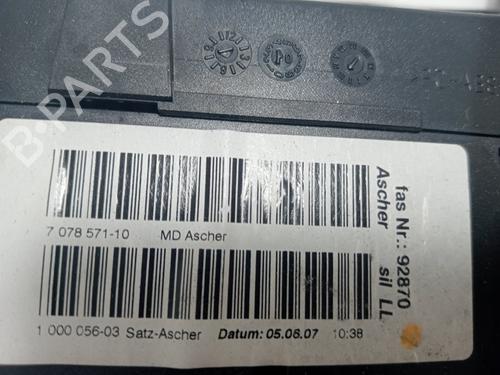 B-PARTS
7 078 571-10 MD Ascher
1 000 056-03 Satz-Ascher Datum: 05.06.07 10:38
fas Nr.: 92870
Ascher sil LL